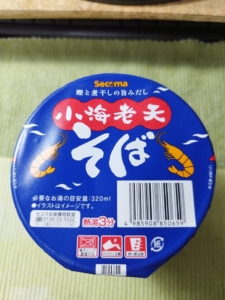 Secoma
鰹と煮干しの旨みだし
小海老天
そば
必要なお湯の目安量:320ml
●イラストはイメージです。
熱湯3分
4985908850659
紙